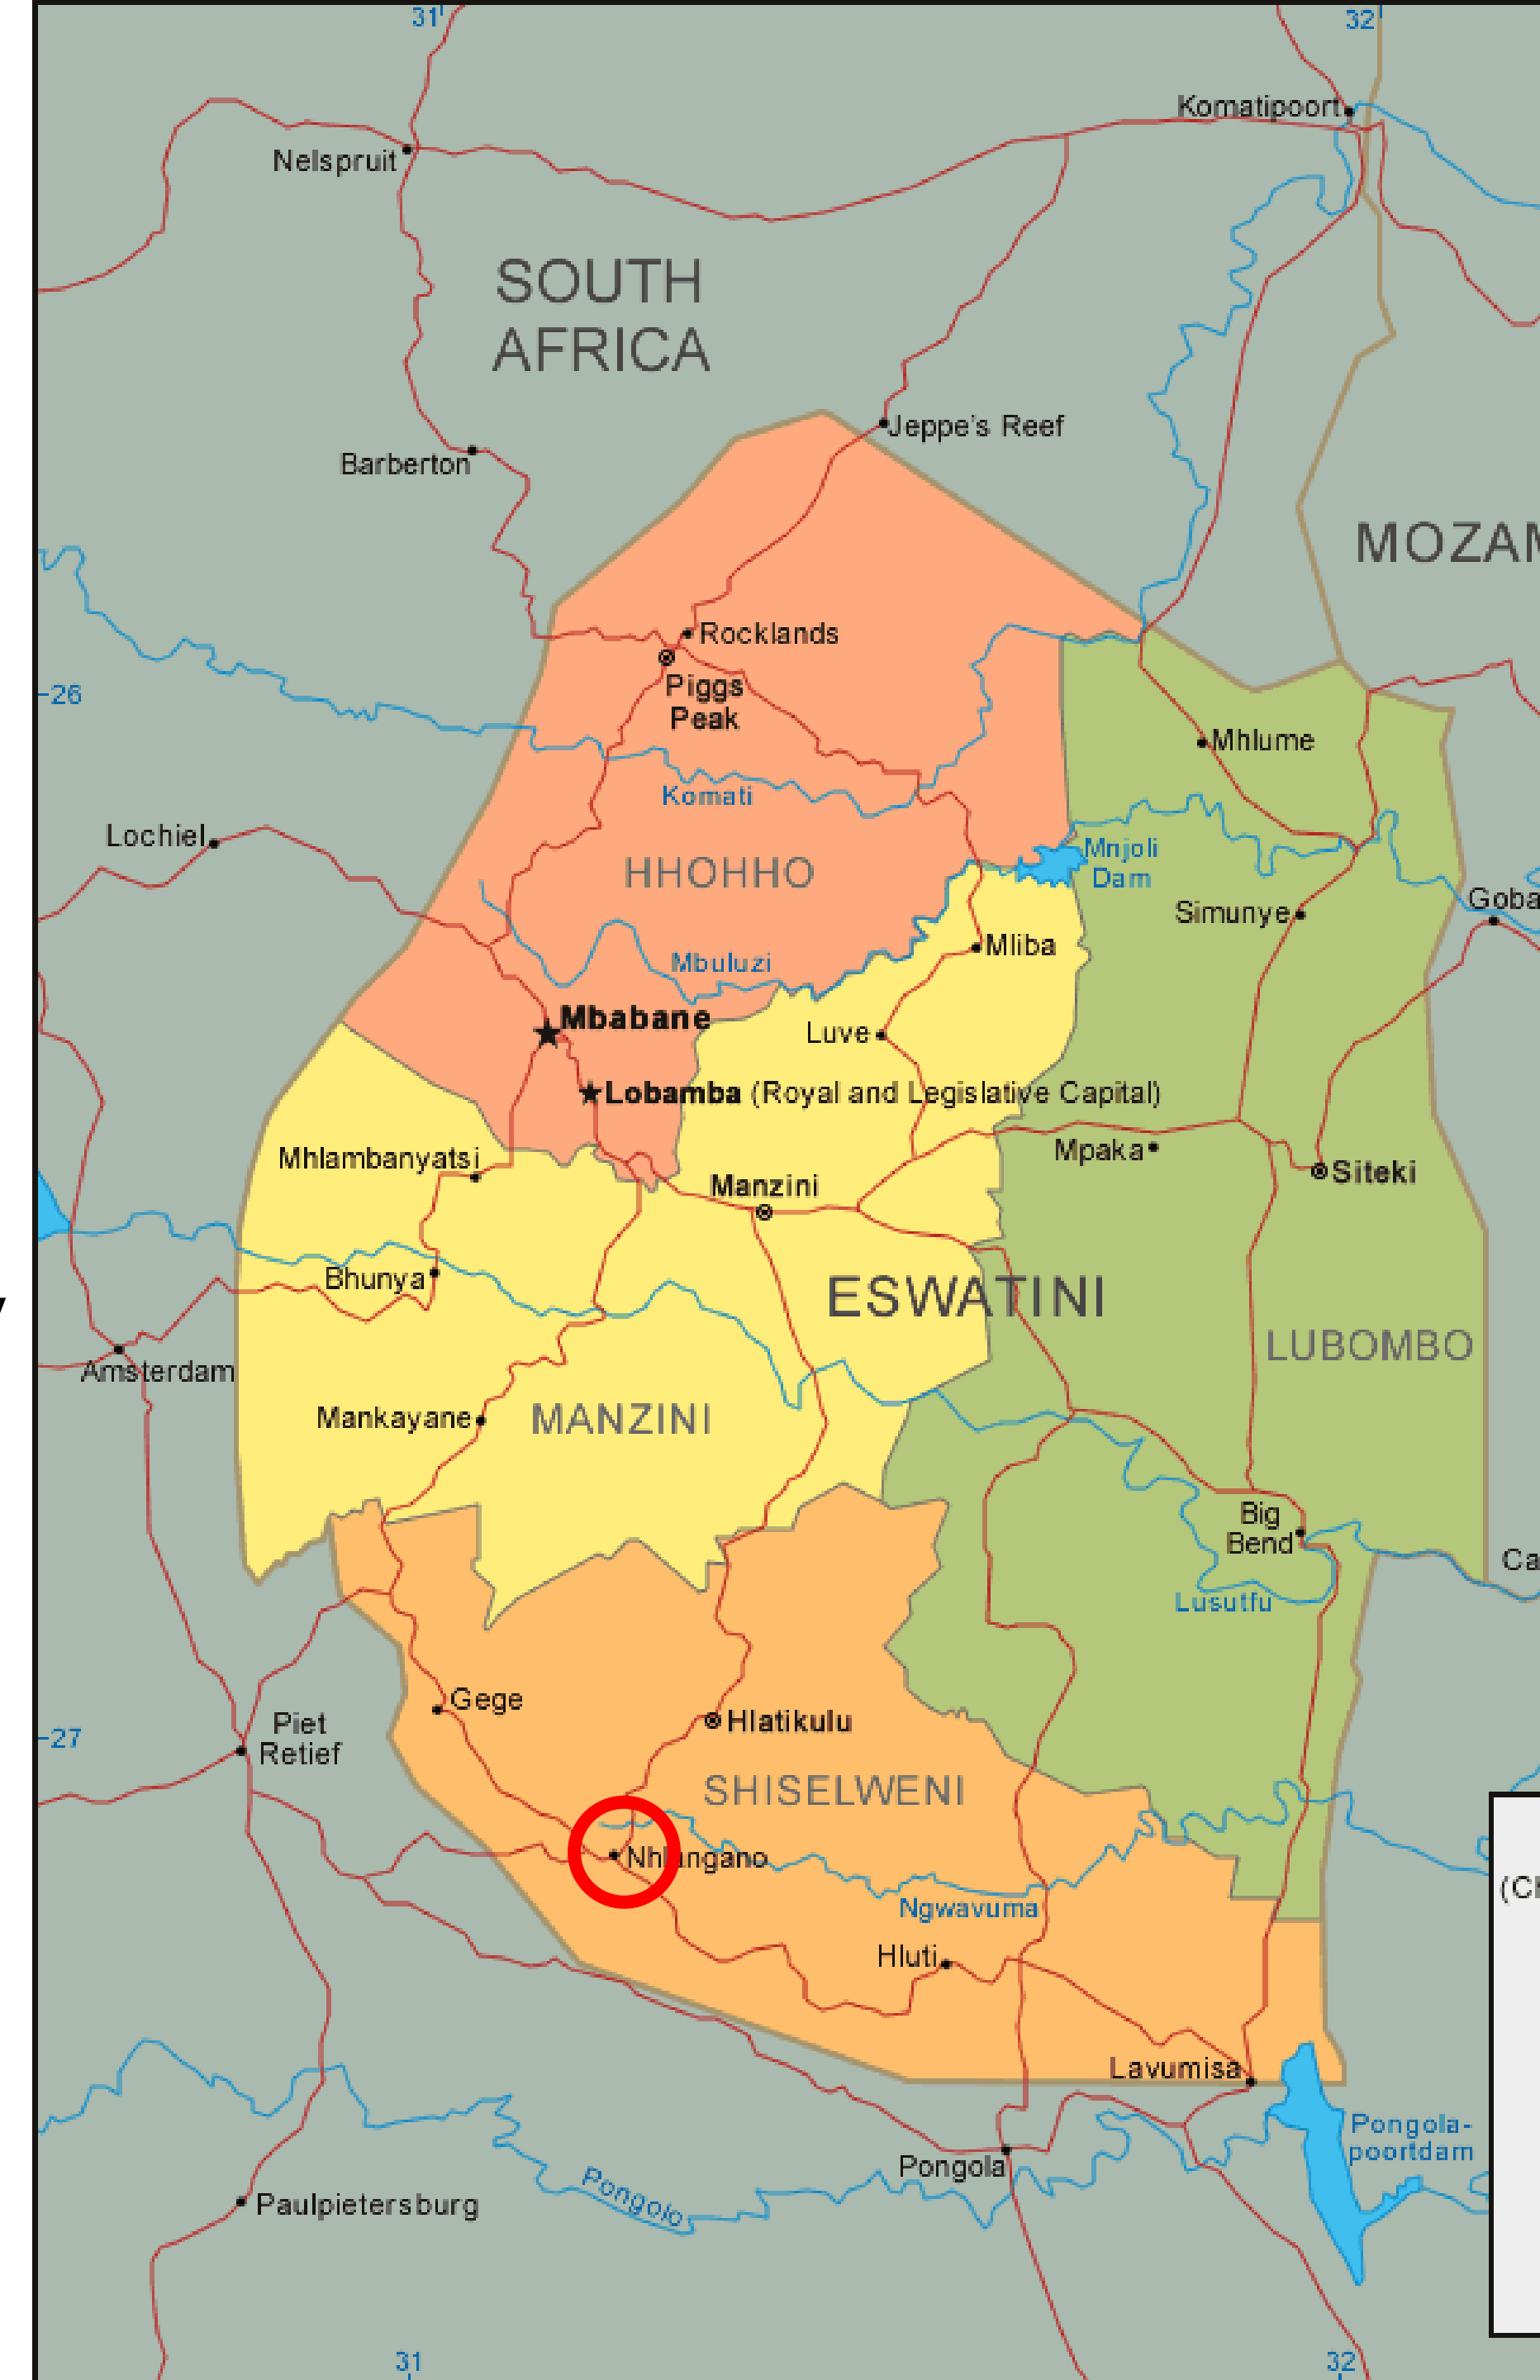 31
32
Komatipoort
Nelspruit
SOUTH
AFRICA
Jeppe's Reef
Barberton
MOZAM
Rocklands
26
Piggs
Peak
Mhlume
Komati
Lochiel
Mnjoli
Dam
HHOHHO
Goba
Simunye
Mliba
Mbuluzi
Mbabane
Luve
Lobamba (Royal and Legislative Capital)
Mpaka
Mhlambanyatsi
Siteki
Manzini
Bhunya
ESWATINI
LUBOMBO
Amsterdam
Mankayane
MANZINI
Big
Bend
Ca
Lusutfu
Gege
Hlatikulu
Piet
Retief
27
SHISELWENI
Nhlangano
(Ch
Ngwavuma
Hluti
Lavumisa
Pongola-
poortdam
Pongola
Pongolo
Paulpietersburg
31
32